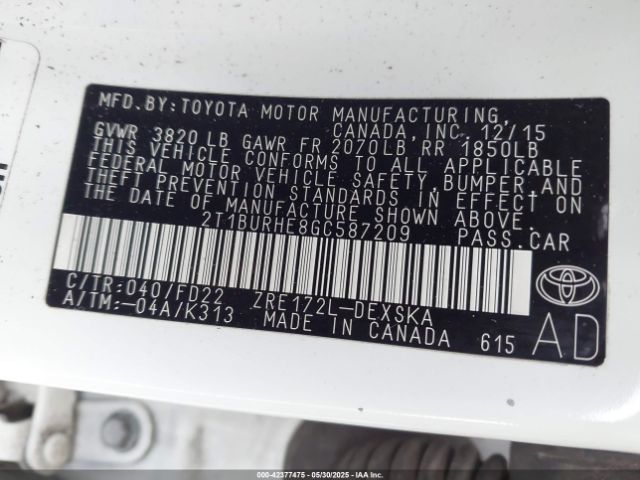 MFD.BY:TOYOTA MOTOR MANUFACTURING,
CANADA,INC. 12/15
GVWR 3820LB GAWR FR 2070LB RR 1850LB
THIS VEHICLE CONFORMS TO ALL APPLICABLE
FEDERAL MOTOR VEHICLE SAFETY,BUMPER,AND
THEFT PREVENTION STANDARDS IN EFFECT ON
THE DATE OF MANUFACTURE SHOWN ABOVE.
2T1BURHE8GC587209 PASS.CAR
C/TR:040/FD22 ZRE172L-DEXSKA
A/TM:-04A/K313 MADE IN CANADA 615
AD
TOYOTA
000-42377475 — 05/30/2025 — IAA Inc.